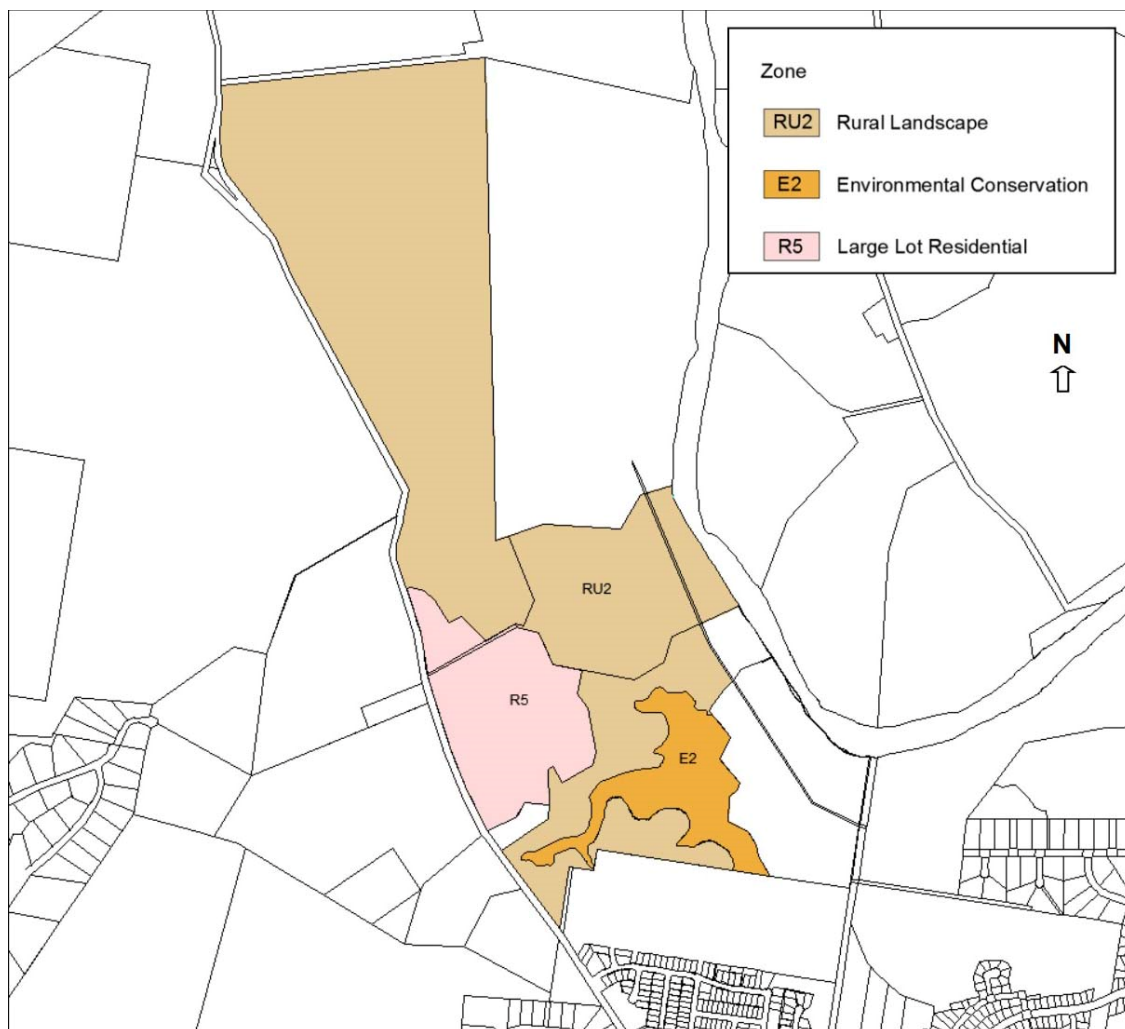 Zone
RU2 Rural Landscape
E2 Environmental Conservation
R5 Large Lot Residential
N
RU2
R5
E2